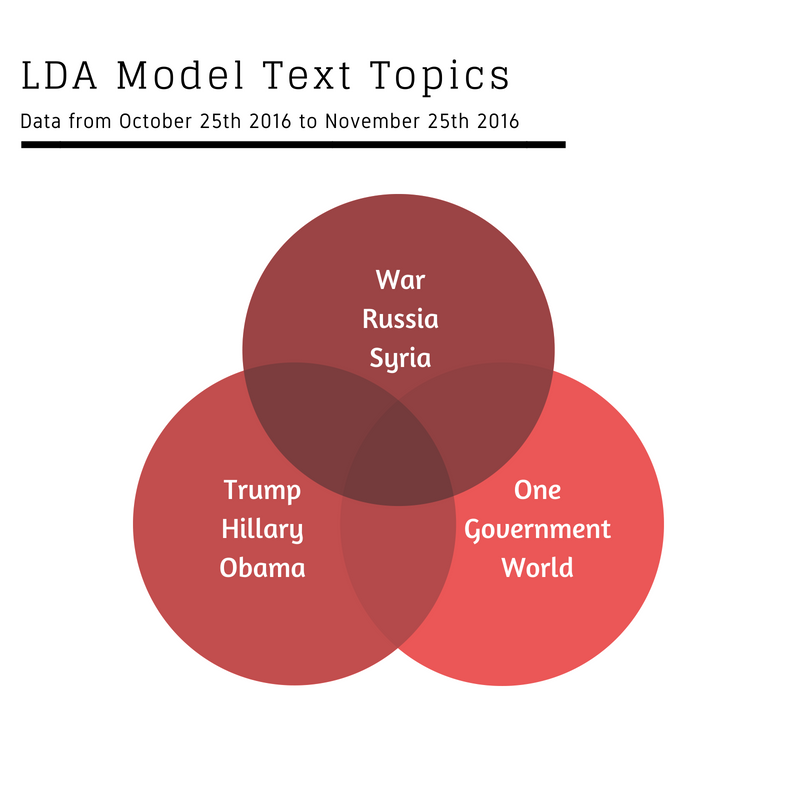 LDA Model Text Topics
Data from October 25th 2016 to November 25th 2016
War
Russia
Syria
Trump
Hillary
Obama
One
Government
World